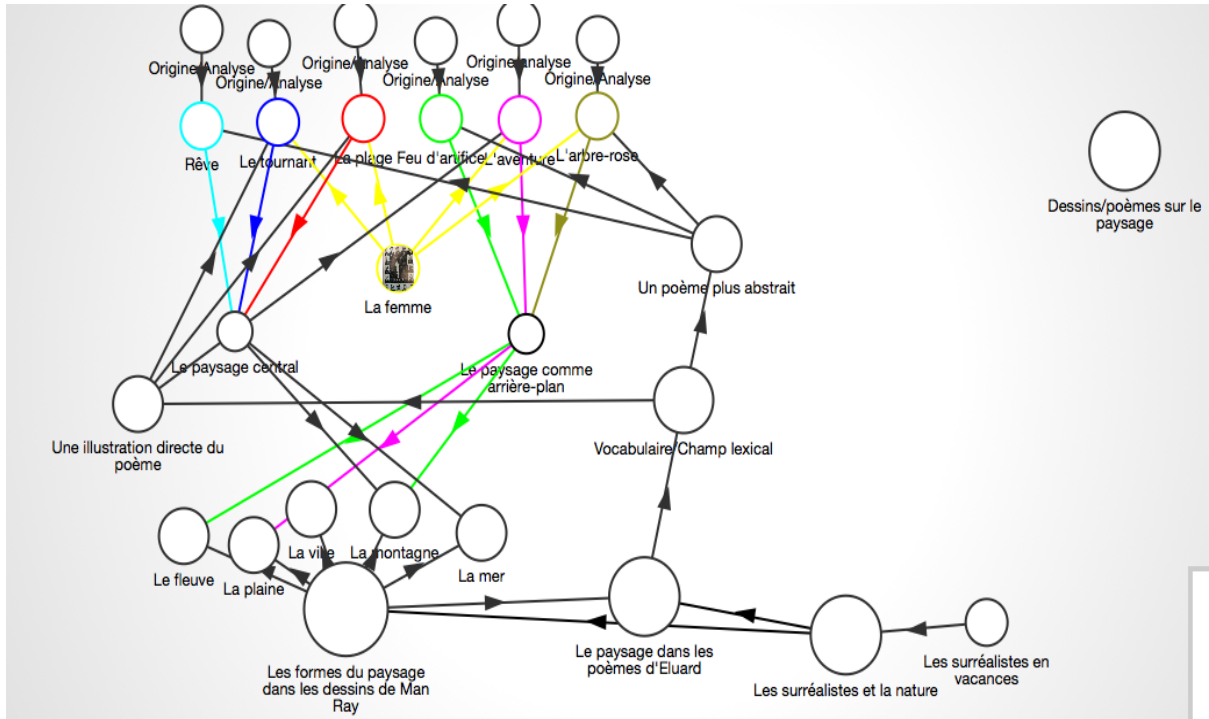 Origine/Analyse
Origine/Analyse
Origine/Analyse
Origine/Analyse
Origine/analyse
Origine/Analyse
Rêve
Le tournant
La plage
Feu d'artifice
L'aventure
L'arbre-rose
Dessins/poèmes sur le
paysage
Un poème plus abstrait
La femme
Le paysage central
Le paysage comme
arrière-plan
Une illustration directe du
poème
Vocabulaire/Champ lexical
Le fleuve
La plaine
La ville
La montagne
La mer
Les formes du paysage
dans les dessins de Man
Ray
Le paysage dans les
poèmes d'Eluard
Les surréalistes et la nature
Les surréalistes en
vacances